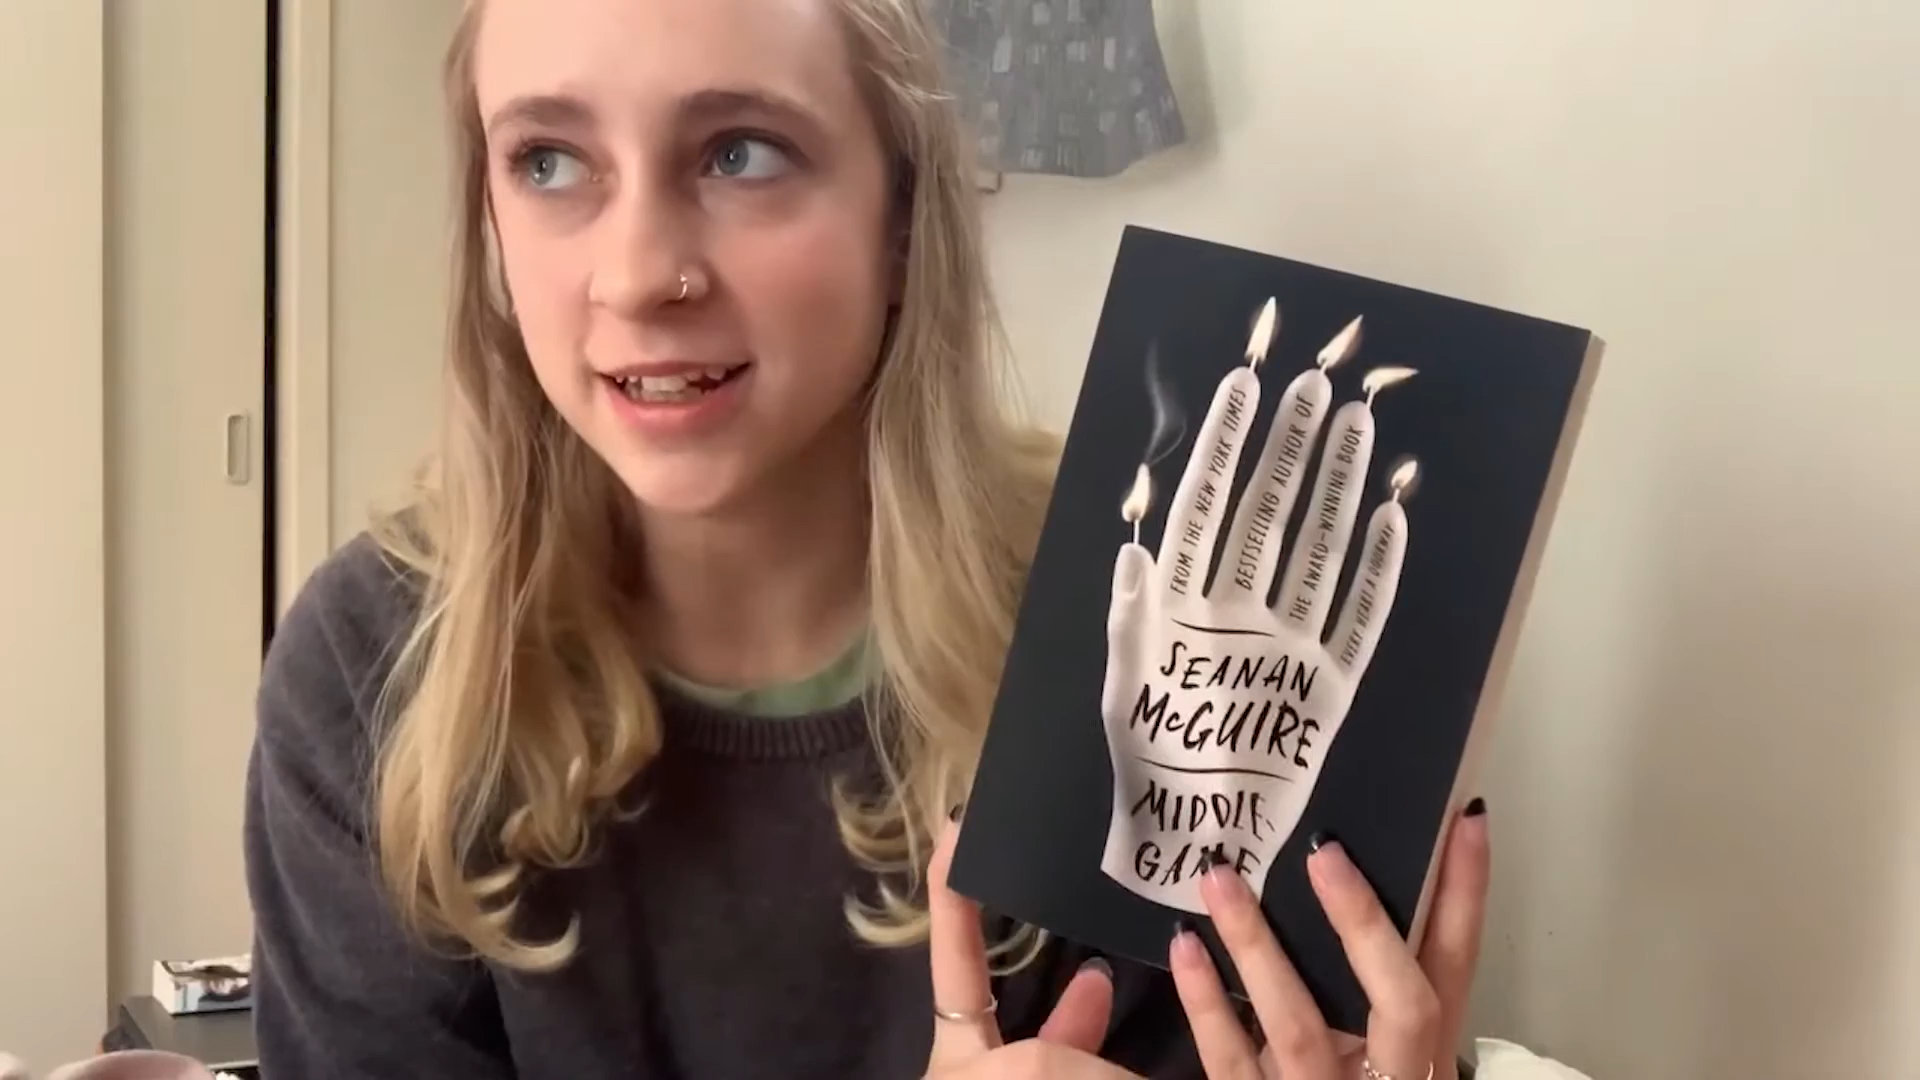 FROM THE NEW YORK TIMES
BESTSELLING AUTHOR OF
THE AWARD-WINNING BOOK
EVERY HEART A DOORWAY
SEANAN
McGUIRE
MIDDLE-
GAME